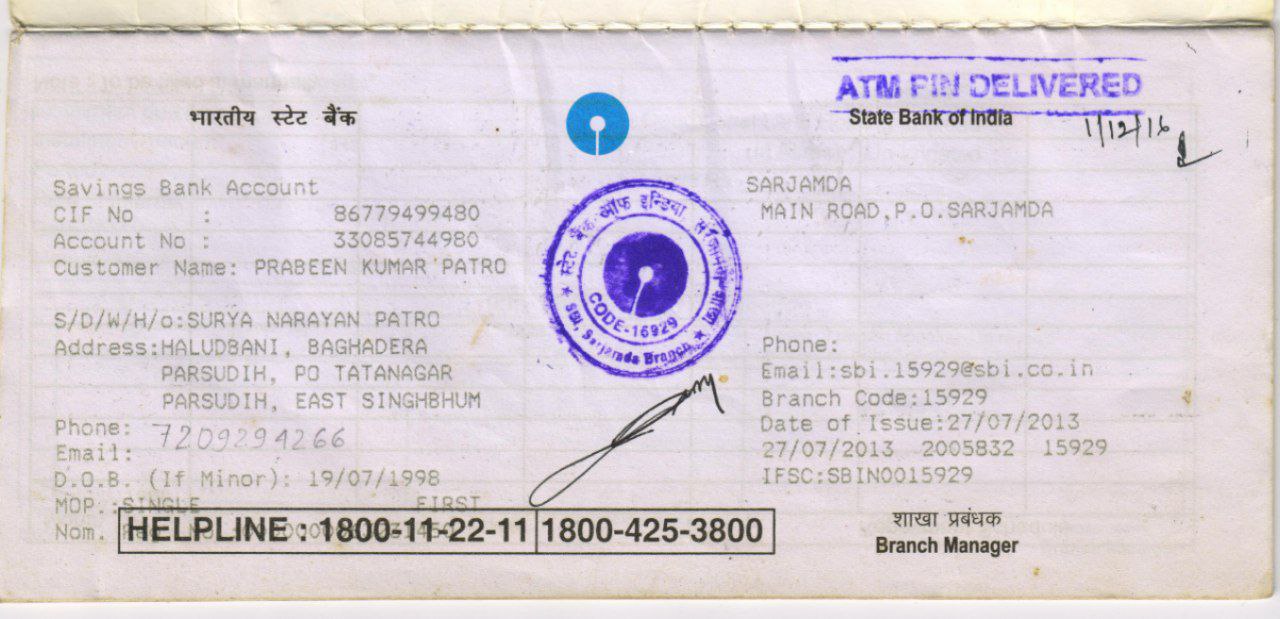 ATM PIN DELIVERED
भारतीय स्टेट बैंक
State Bank of India
1/12/16
Savings Bank Account
CIF No : 86779499480
Account No : 33085744980
Customer Name: PRABEEN KUMAR PATRO
S/D/W/H/o:SURYA NARAYAN PATRO
Address:HALUDBANI, BAGHADERA
PARSUDIH, PO TATANAGAR
PARSUDIH, EAST SINGHBHUM
Phone: 7209294266
Email:
D.O.B. (If Minor): 19/07/1998
MOP.:SINGLE FIRST
Nom.
HELPLINE : 1800-11-22-11 1800-425-3800
स्टेट बैंक ऑफ इन्डिया
CODE-16929
SBI, Branch
SARJAMDA
MAIN ROAD,P.O.SARJAMDA
Phone:
Email:sbi.15929@sbi.co.in
Branch Code:15929
Date of Issue:27/07/2013
27/07/2013 2005832 15929
IFSC:SBIN0015929
शाखा प्रबंधक
Branch Manager